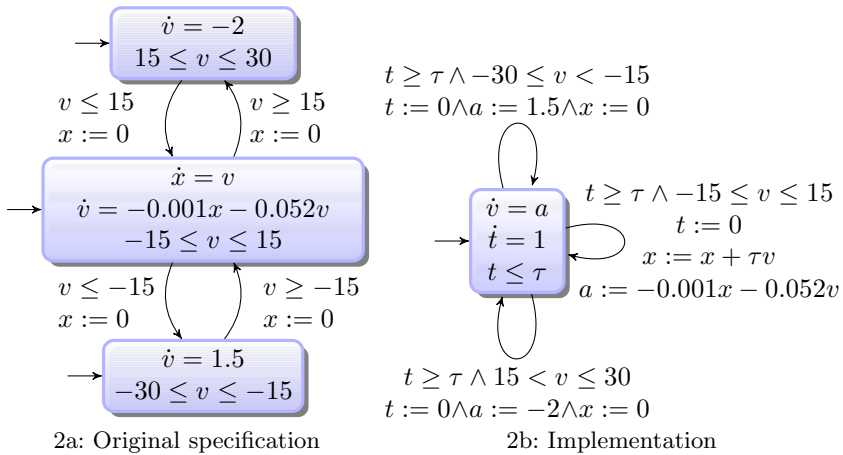 v̇ = −2
15 ≤ v ≤ 30
v ≤ 15
x := 0
v ≥ 15
x := 0
ẋ = v
v̇ = −0.001x − 0.052v
−15 ≤ v ≤ 15
v ≤ −15
x := 0
v ≥ −15
x := 0
v̇ = 1.5
−30 ≤ v ≤ −15
2a: Original specification
t ≥ τ ∧ −30 ≤ v < −15
t := 0∧a := 1.5∧x := 0
v̇ = a
ṫ = 1
t ≤ τ
t ≥ τ ∧ −15 ≤ v ≤ 15
t := 0
x := x + τv
a := −0.001x − 0.052v
t ≥ τ ∧ 15 < v ≤ 30
t := 0∧a := −2∧x := 0
2b: Implementation